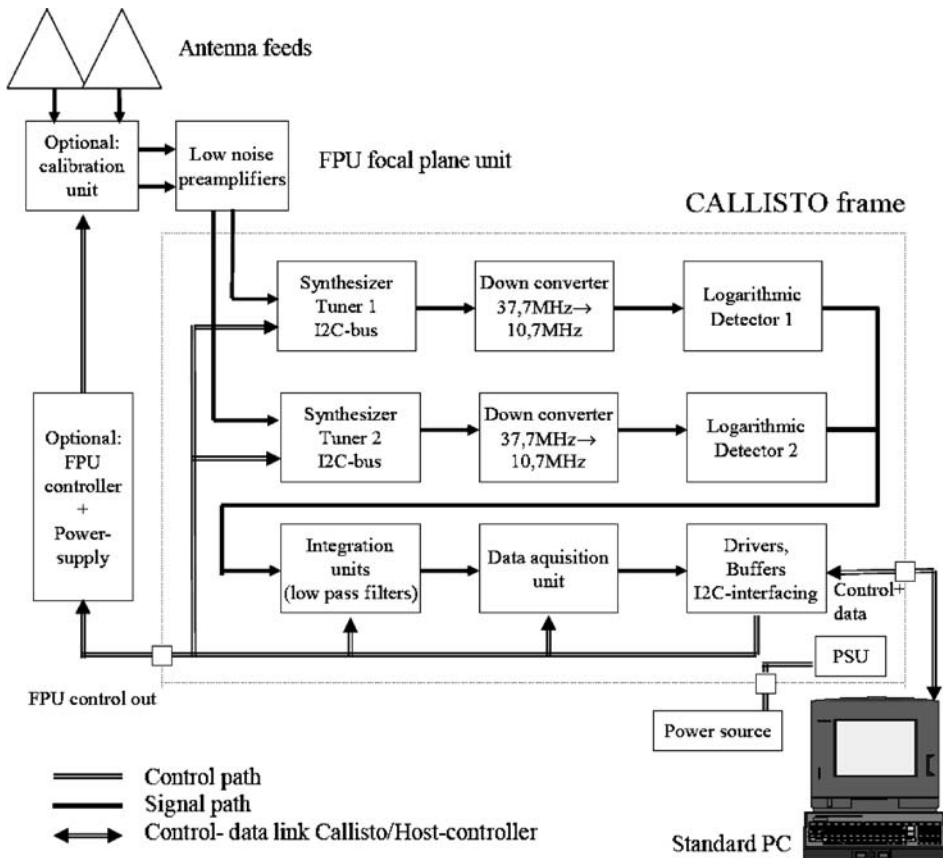 Antenna feeds
Optional:
calibration
unit
Low noise
preamplifiers
FPU focal plane unit
CALLISTO frame
Synthesizer
Tuner 1
I2C-bus
Down converter
37,7MHz→
10,7MHz
Logarithmic
Detector 1
Optional:
FPU
controller
+
Power-
supply
Synthesizer
Tuner 2
I2C-bus
Down converter
37,7MHz→
10,7MHz
Logarithmic
Detector 2
Integration
units
(low pass filters)
Data aquisition
unit
Drivers,
Buffers
I2C-interfacing
Control+
data
PSU
FPU control out
Power source
Control path
Signal path
Control- data link Callisto/Host-controller
Standard PC